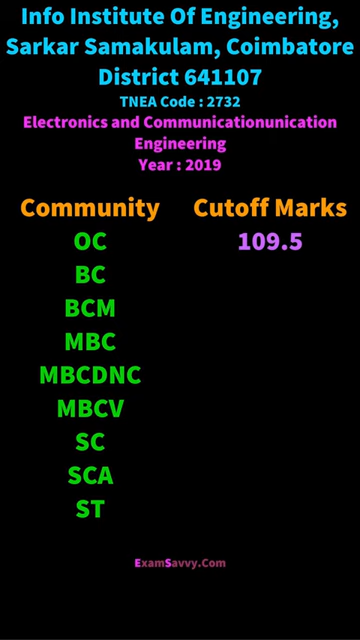 Info Institute Of Engineering,
Sarkar Samakulam, Coimbatore
District 641107
TNEA Code : 2732
Electronics and Communicationunication
Engineering
Year : 2019
Community Cutoff Marks
OC 109.5
BC
BCM
MBC
MBCDNC
MBCV
SC
SCA
ST
ExamSavvy.Com